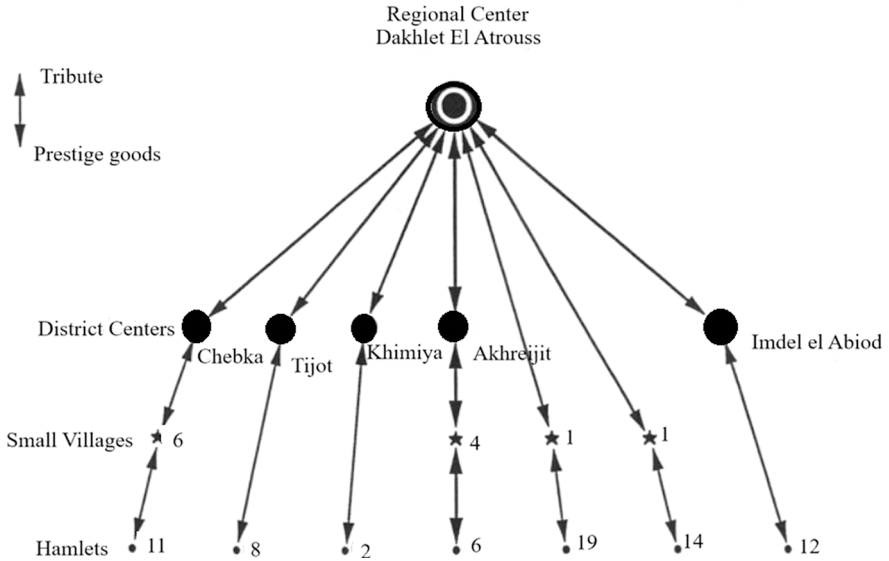 Regional Center
Dakhlet El Atrouss
Tribute
Prestige goods
District Centers
Chebka
Tijot
Khimiya
Akhreijit
Imdel el Abiod
Small Villages
6
4
1
1
Hamlets
11
8
2
6
19
14
12